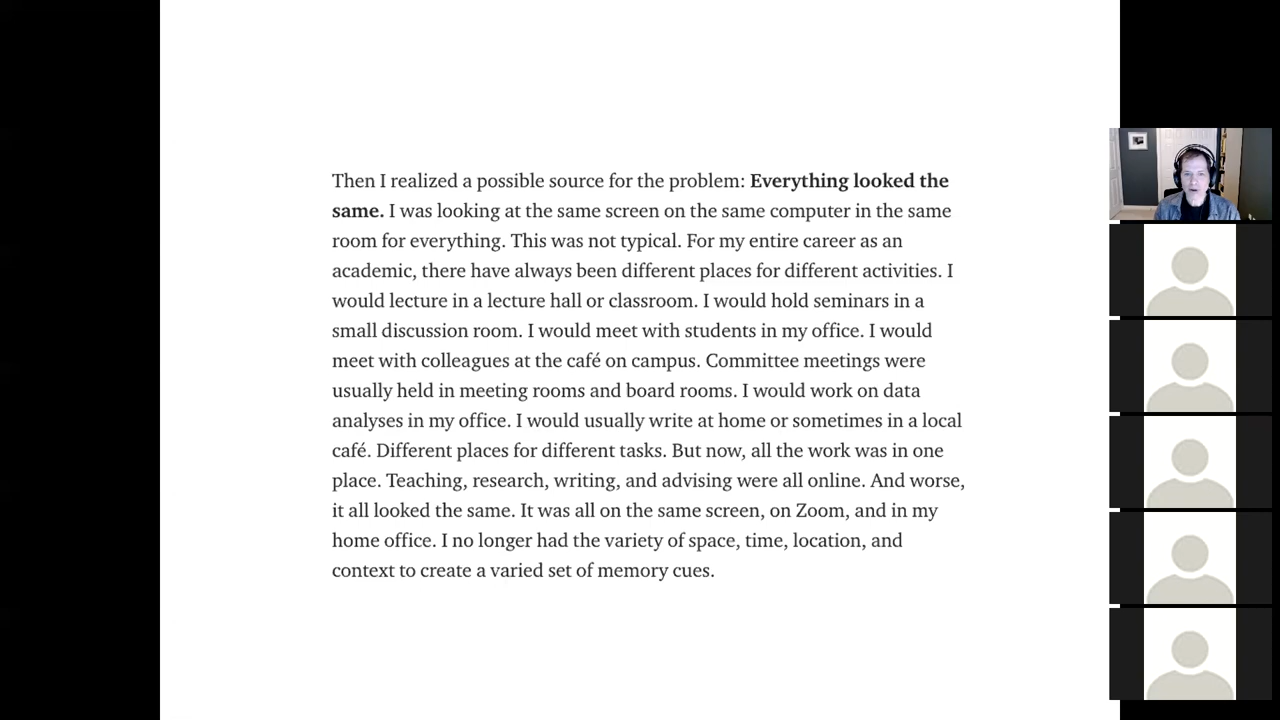 Then I realized a possible source for the problem: Everything looked the
same. I was looking at the same screen on the same computer in the same
room for everything. This was not typical. For my entire career as an
academic, there have always been different places for different activities. I
would lecture in a lecture hall or classroom. I would hold seminars in a
small discussion room. I would meet with students in my office. I would
meet with colleagues at the café on campus. Committee meetings were
usually held in meeting rooms and board rooms. I would work on data
analyses in my office. I would usually write at home or sometimes in a local
café. Different places for different tasks. But now, all the work was in one
place. Teaching, research, writing, and advising were all online. And worse,
it all looked the same. It was all on the same screen, on Zoom, and in my
home office. I no longer had the variety of space, time, location, and
context to create a varied set of memory cues.